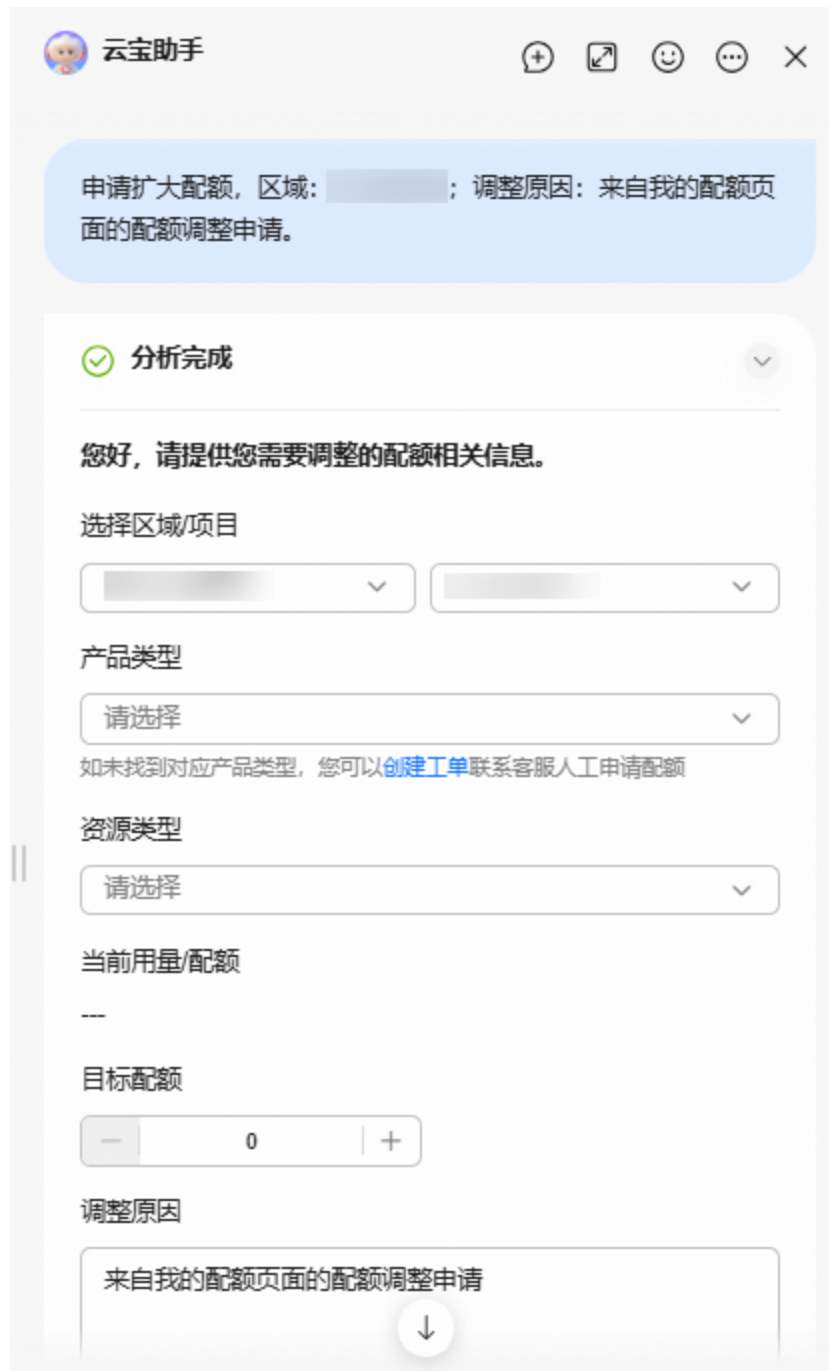 云宝助手
申请扩大配额，区域： ；调整原因：来自我的配额页
面的配额调整申请。
分析完成
您好，请提供您需要调整的配额相关信息。
选择区域/项目
产品类型
请选择
如未找到对应产品类型，您可以创建工单联系客服人工申请配额
资源类型
请选择
当前用量/配额
---
目标配额
0
调整原因
来自我的配额页面的配额调整申请